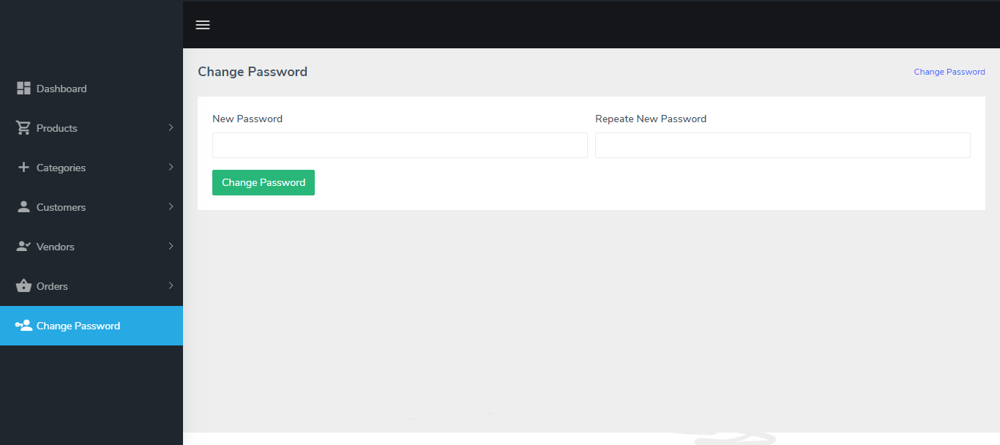 Dashboard
Products
Categories
Customers
Vendors
Orders
Change Password
Change Password
Change Password
New Password
Repeate New Password
Change Password